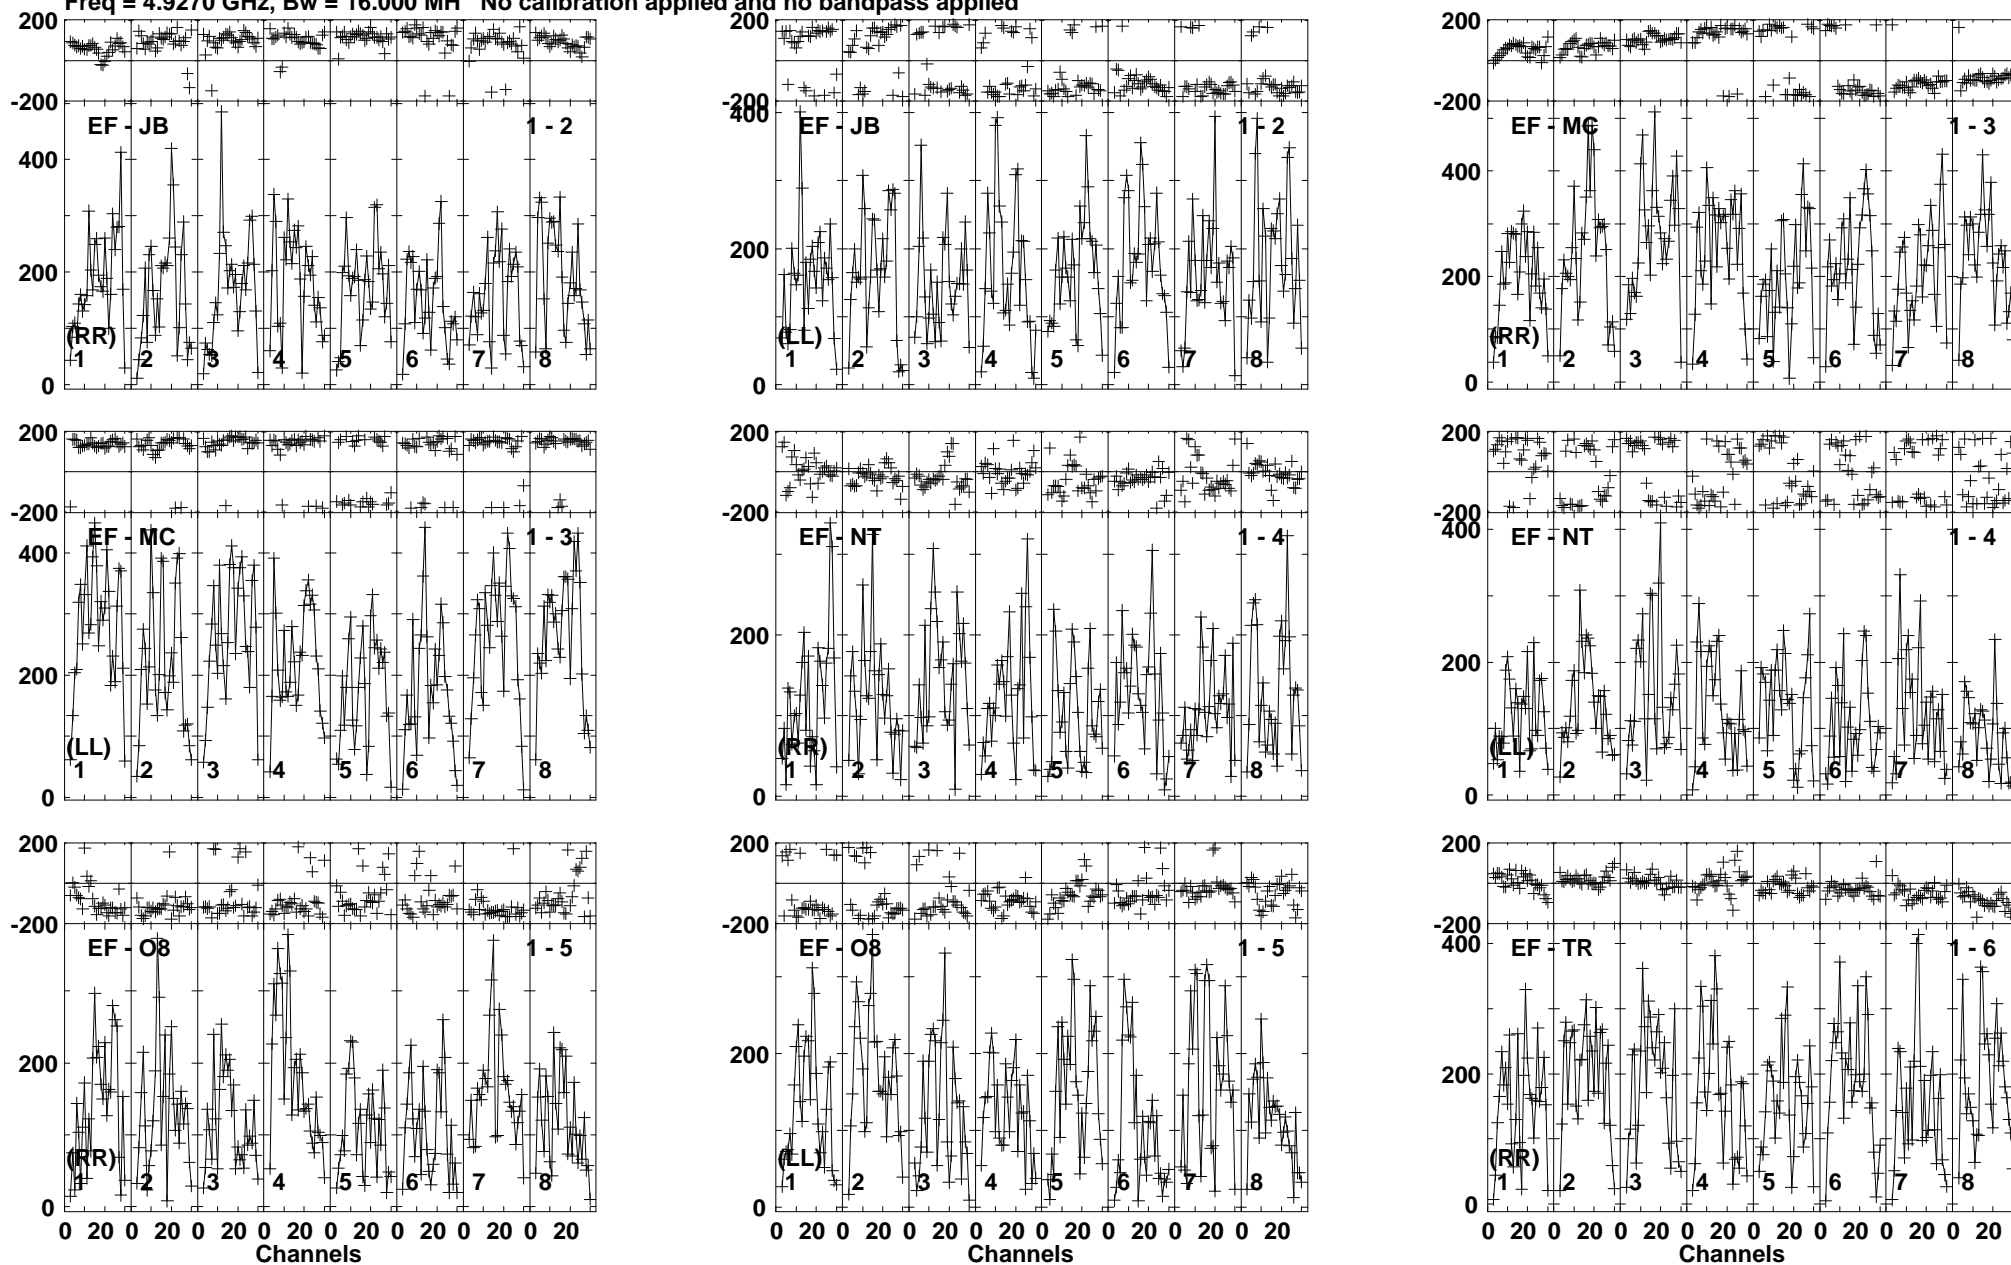 Freq = 4.9270 GHz, Bw = 16.000 MH No calibration applied and no bandpass applied
200 200 200
-200 -200 -200
EF - JB 1 - 2 EF - JB 1 - 2 EF - MC 1 - 3
400 400 400
200 200 200
(RR) (LL) (RR)
1 2 3 4 5 6 7 8 1 2 3 4 5 6 7 8 1 2 3 4 5 6 7 8
0 0 0
200 200 200
-200 -200 -200
EF - MC 1 - 3 EF - NT 1 - 4 EF - NT 1 - 4
400 200 400
200 200
(LL) (RR) (LL)
1 2 3 4 5 6 7 8 1 2 3 4 5 6 7 8 1 2 3 4 5 6 7 8
0 0 0
200 200 200
-200 -200 -200
EF - O8 1 - 5 EF - O8 1 - 5 EF - TR 1 - 6
200 200 400
200
(RR) (LL) (RR)
1 2 3 4 5 6 7 8 1 2 3 4 5 6 7 8 1 2 3 4 5 6 7 8
0 0 0
0 20 0 20 0 20 0 20 0 20 0 20 0 20 0 20 0 20 0 20 0 20 0 20 0 20 0 20 0 20 0 20 0 20 0 20 0 20 0 20 0 20 0 20 0 20 0 20
Channels Channels Channels